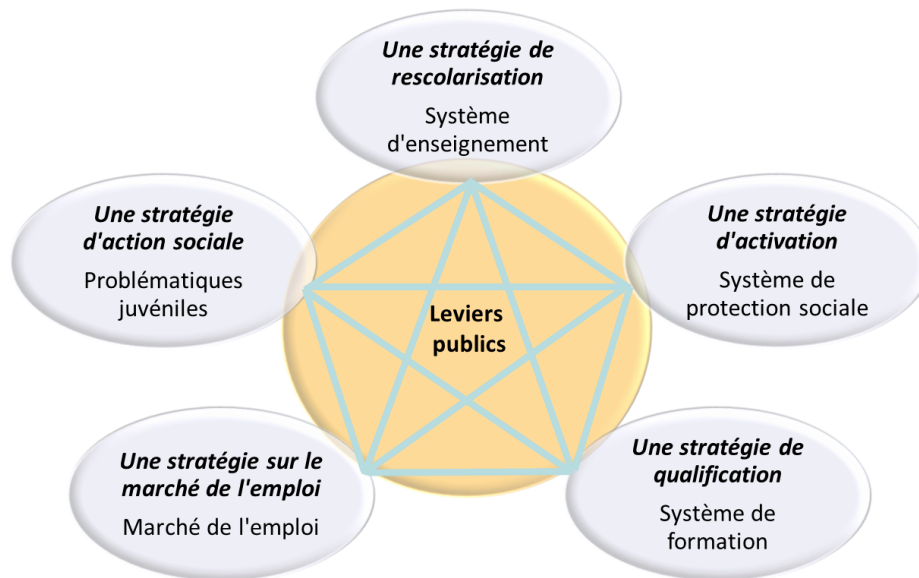 Une stratégie de
rescolarisation
Système
d'enseignement
Une stratégie
d'action sociale
Problématiques
juvéniles
Une stratégie
d'activation
Système de
protection sociale
Leviers
publics
Une stratégie sur le
marché de l'emploi
Marché de l'emploi
Une stratégie de
qualification
Système de
formation